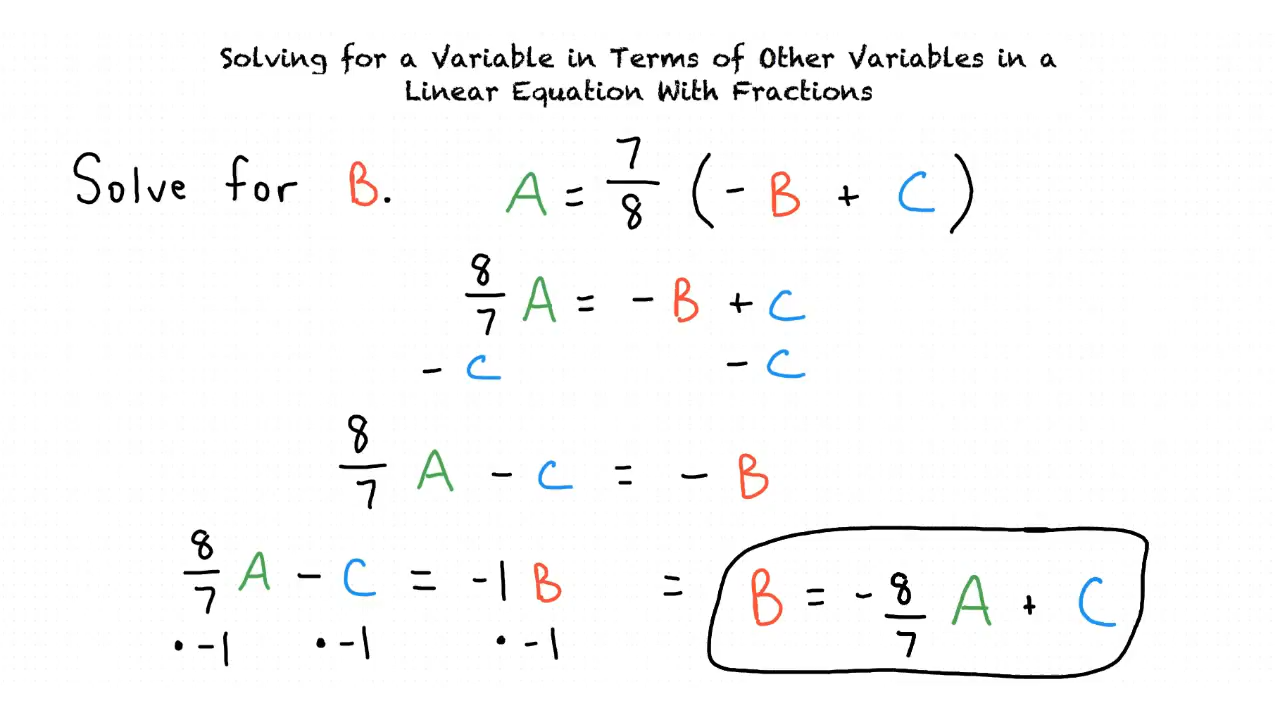 Solving for a Variable in Terms of Other Variables in a
Linear Equation With Fractions
Solve for B. A = 7/8 (- B + C)
8/7 A = - B + C
- C - C
8/7 A - C = - B
8/7 A - C = -1 B = B = - 8/7 A + C
• -1 • -1 • -1